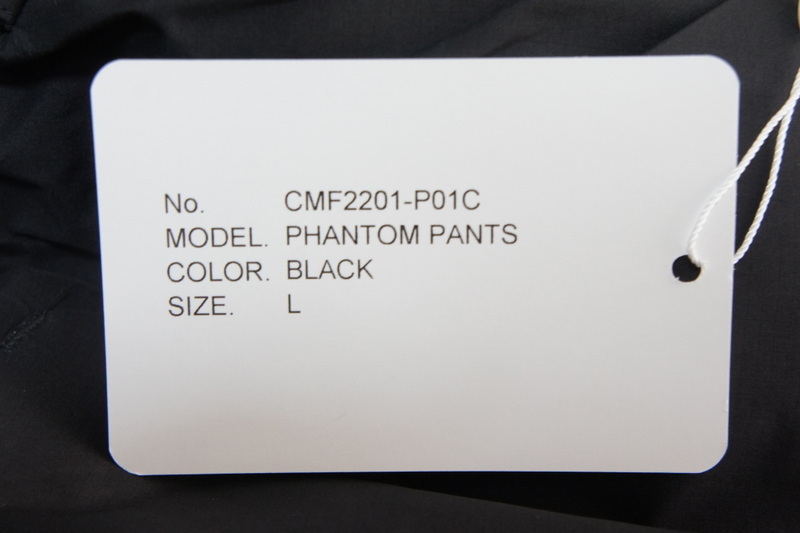 No. CMF2201-P01C
MODEL. PHANTOM PANTS
COLOR. BLACK
SIZE. L